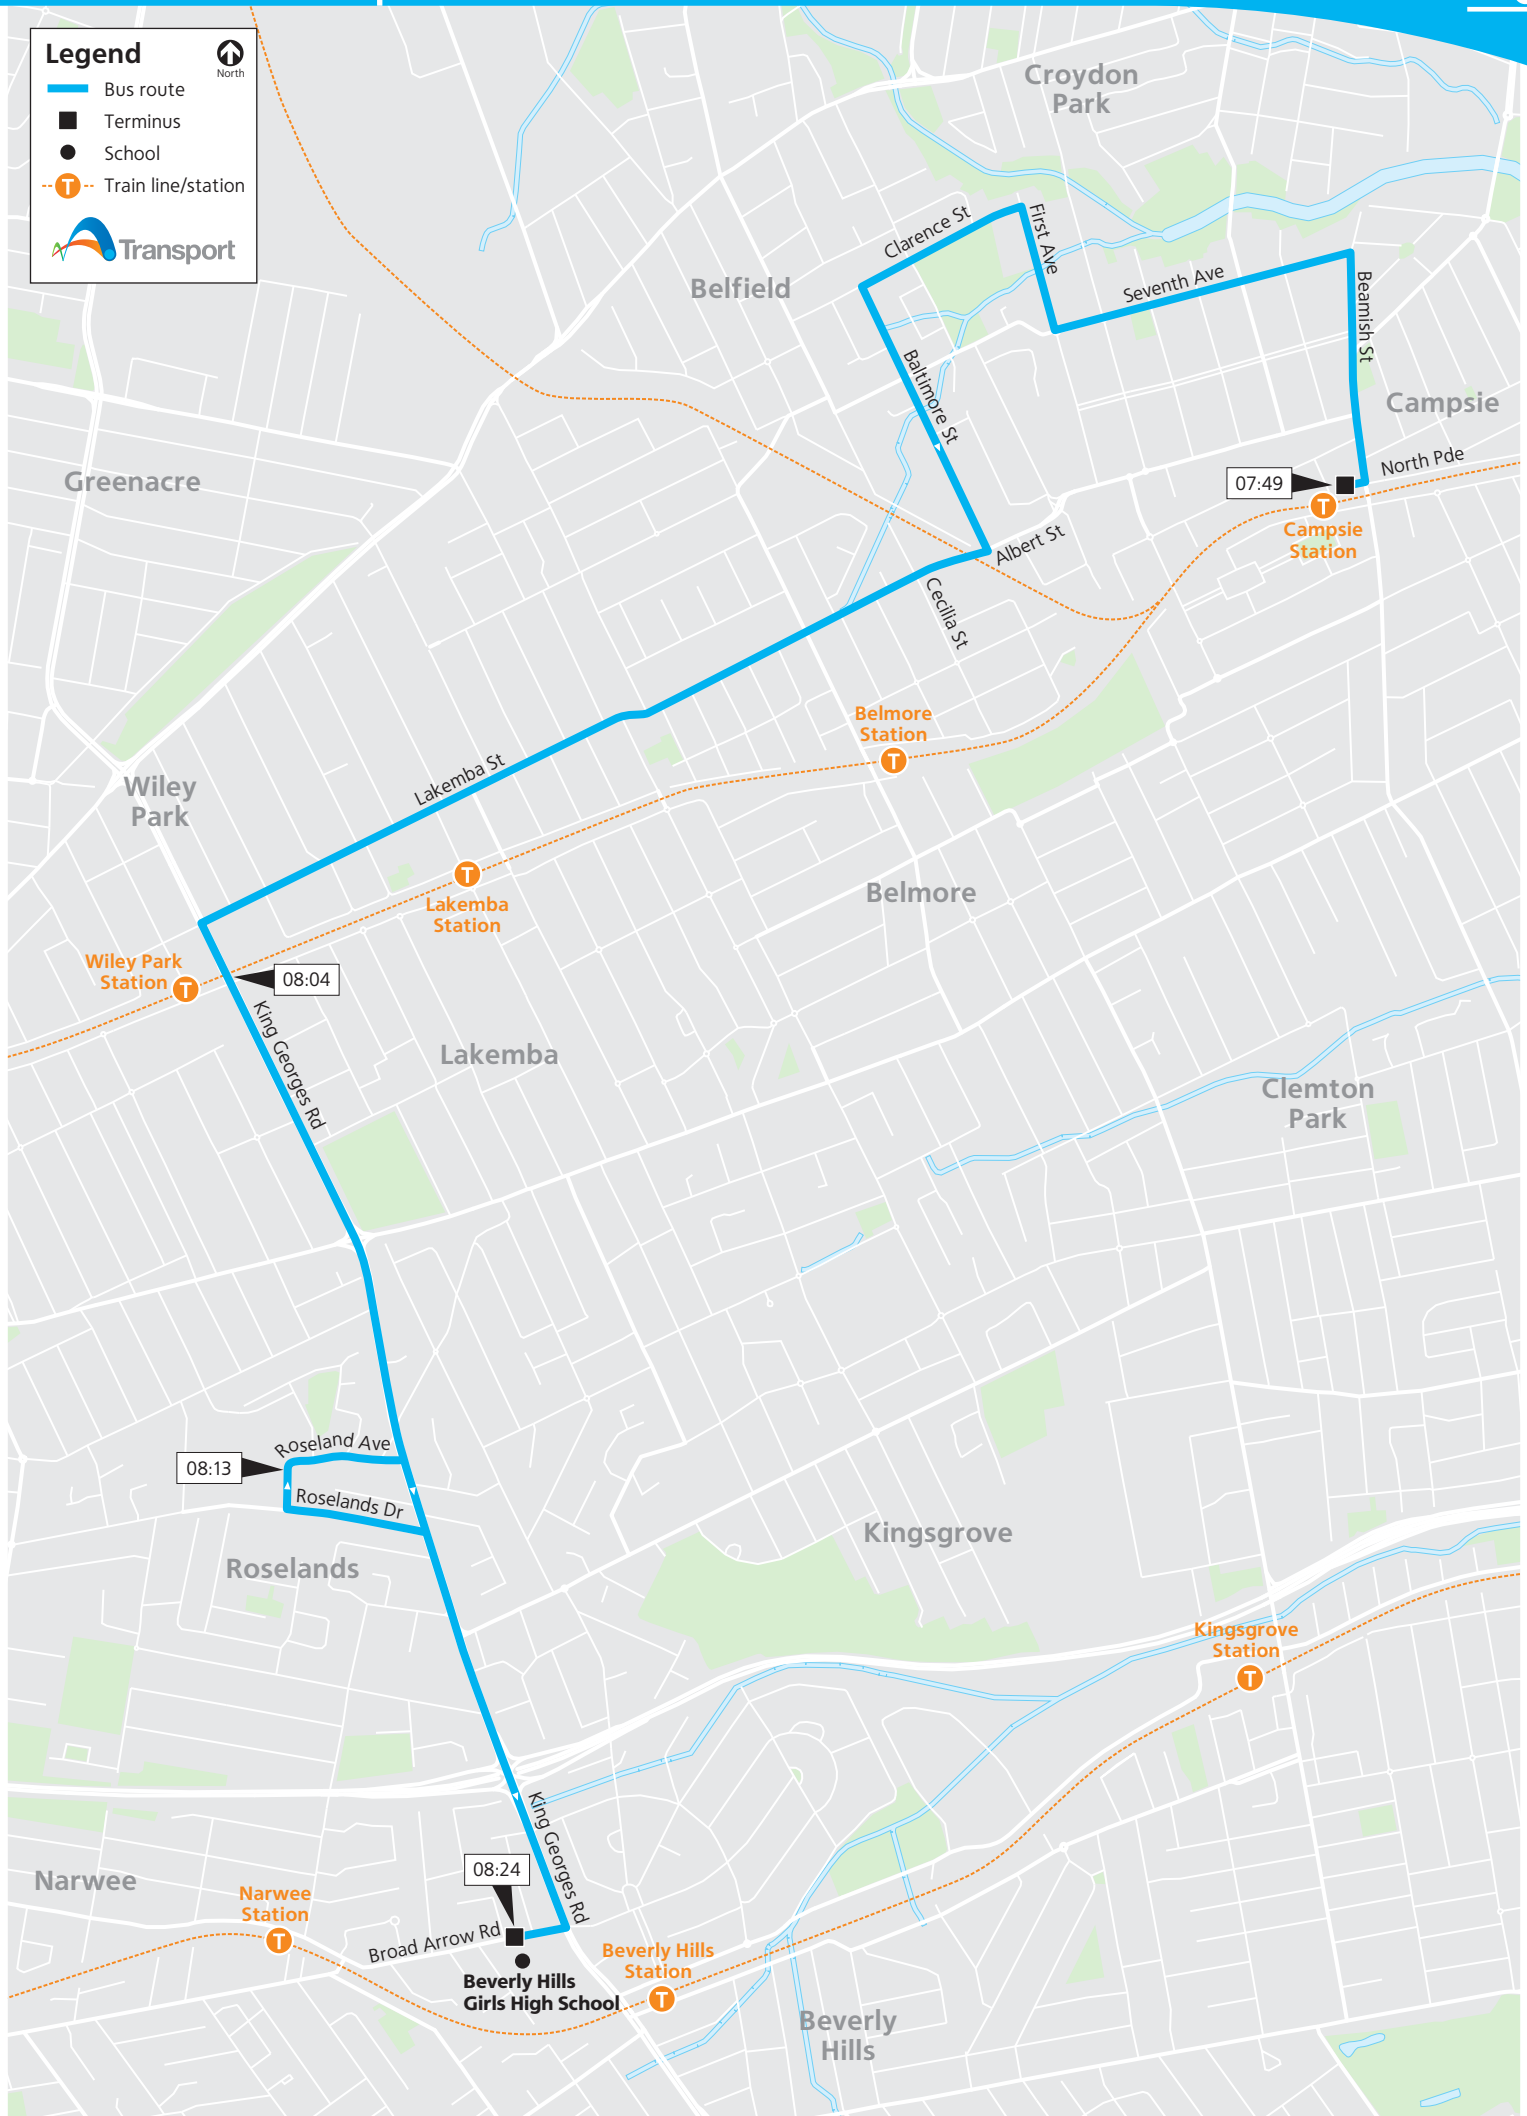 Legend
North
Bus route
Terminus
School
T
Train line/station
Transport
Croydon
Park
Clarence St
First Ave
Belfield
Seventh Ave
Beamish St
Baltimore St
Campsie
North Pde
Greenacre
07:49
T
Campsie
Station
Albert St
Cecilia St
Belmore
Station
T
Lakemba St
Wiley
Park
T
Lakemba
Station
Belmore
Wiley Park
Station
T
08:04
King Georges Rd
Lakemba
Clemton
Park
Roseland Ave
08:13
Roselands Dr
Kingsgrove
Roselands
Kingsgrove
Station
T
King Georges Rd
08:24
Narwee
Narwee
Station
T
Broad Arrow Rd
Beverly Hills
Girls High School
Beverly Hills
Station
T
Beverly
Hills